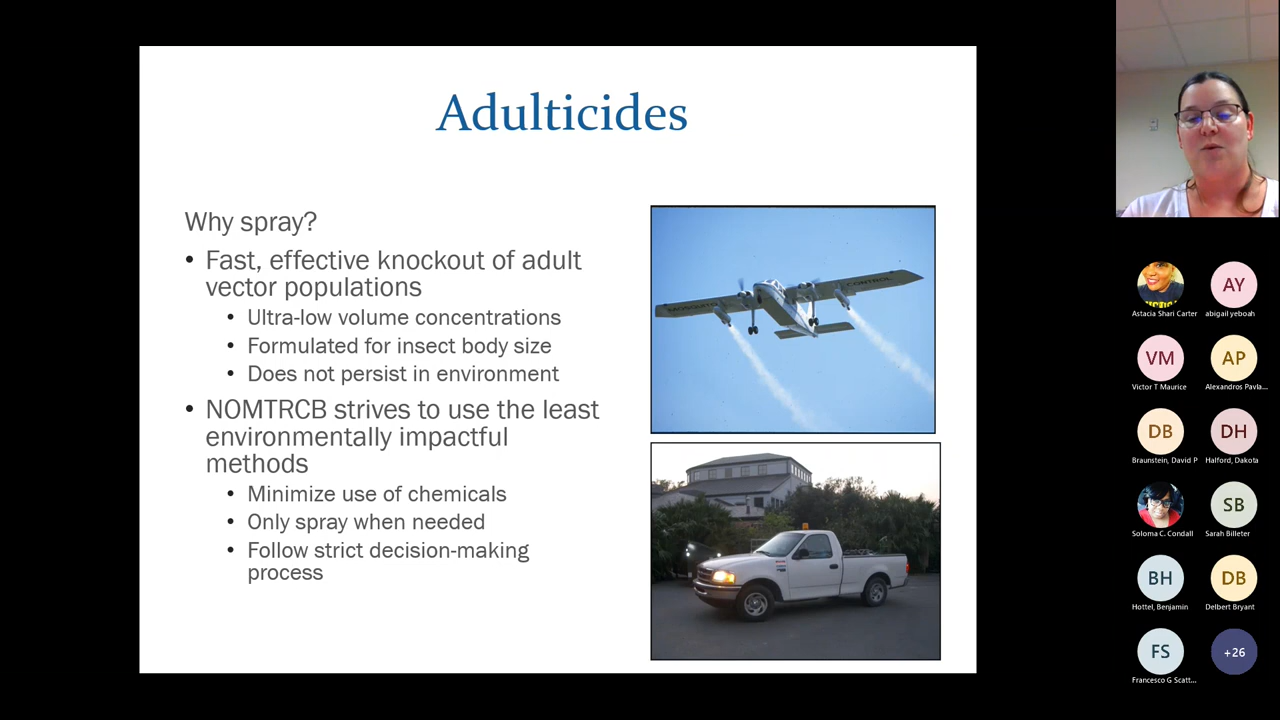 Adulticides
Why spray?
• Fast, effective knockout of adult
vector populations
• Ultra-low volume concentrations
• Formulated for insect body size
• Does not persist in environment
• NOMTRCB strives to use the least
environmentally impactful
methods
• Minimize use of chemicals
• Only spray when needed
• Follow strict decision-making
process
MOSQUITO
CONTROL
Astacia Shari Carter
AY
abigail yeboah
VM
Victor T Maurice
AP
Alexandros Pavla...
DB
Braunstein, David P
DH
Halford, Dakota
Soloma C. Condall
SB
Sarah Billeter
BH
Hottel, Benjamin
DB
Delbert Bryant
FS
Francesco G Scatt...
+26